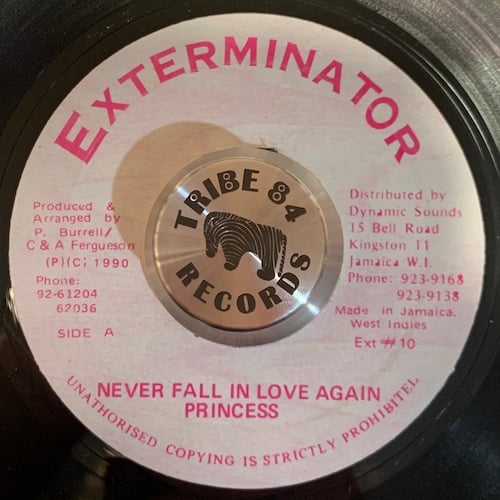 EXTERMINATOR
TRIBE 84
RECORDS
Produced &
Arranged by
P. Burrell/
C & A Fergueson
(P)(C; 1990
Phone:
92-61204
62036
SIDE A
Distributed by
Dynamic Sounds
15 Bell Road
Kingston 11
Jamaica W.I.
Phone: 923-9168
923-9138
Made in Jamaica.
West Indies
Ext # 10
NEVER FALL IN LOVE AGAIN
PRINCESS
UNATHORISED COPYING IS STRICTLY PROHIBITEL